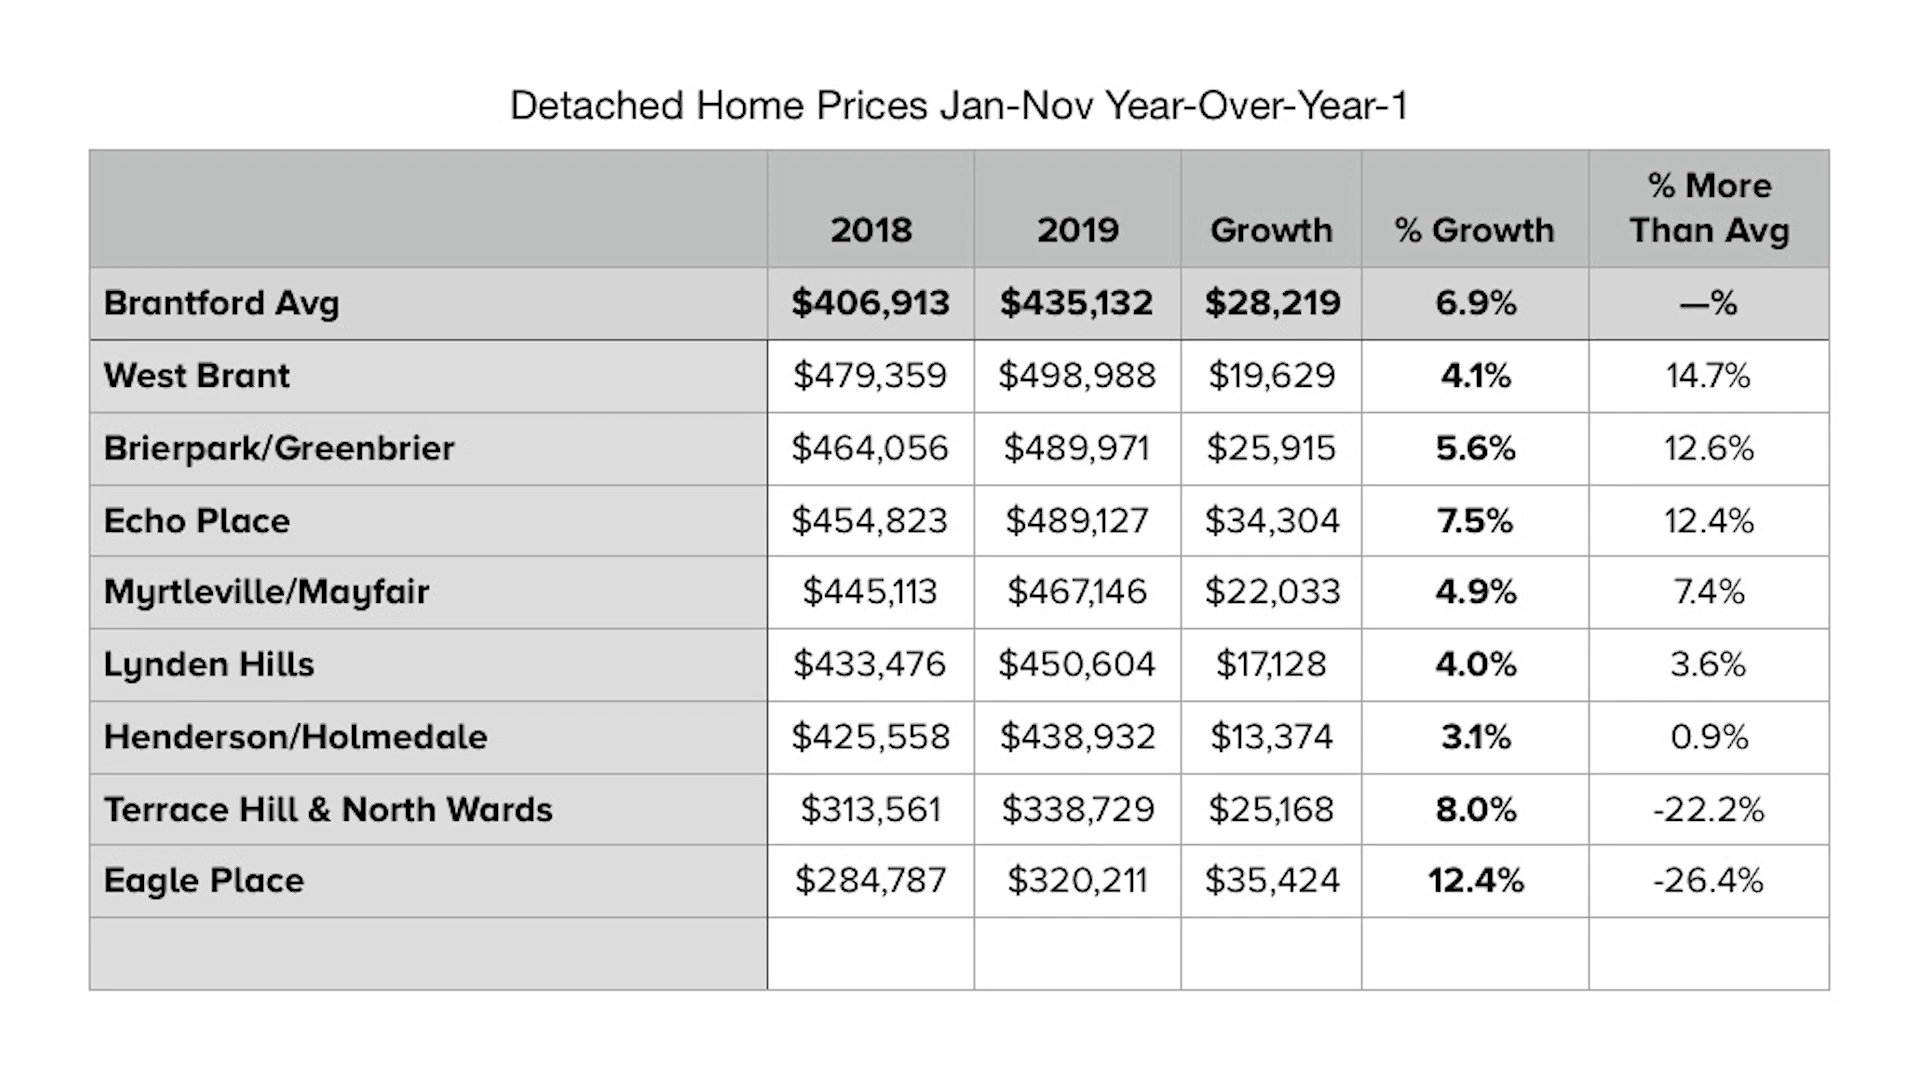 Detached Home Prices Jan-Nov Year-Over-Year-1
2018 2019 Growth % Growth % More Than Avg
Brantford Avg $406,913 $435,132 $28,219 6.9% —%
West Brant $479,359 $498,988 $19,629 4.1% 14.7%
Brierpark/Greenbrier $464,056 $489,971 $25,915 5.6% 12.6%
Echo Place $454,823 $489,127 $34,304 7.5% 12.4%
Myrtleville/Mayfair $445,113 $467,146 $22,033 4.9% 7.4%
Lynden Hills $433,476 $450,604 $17,128 4.0% 3.6%
Henderson/Holmedale $425,558 $438,932 $13,374 3.1% 0.9%
Terrace Hill & North Wards $313,561 $338,729 $25,168 8.0% -22.2%
Eagle Place $284,787 $320,211 $35,424 12.4% -26.4%